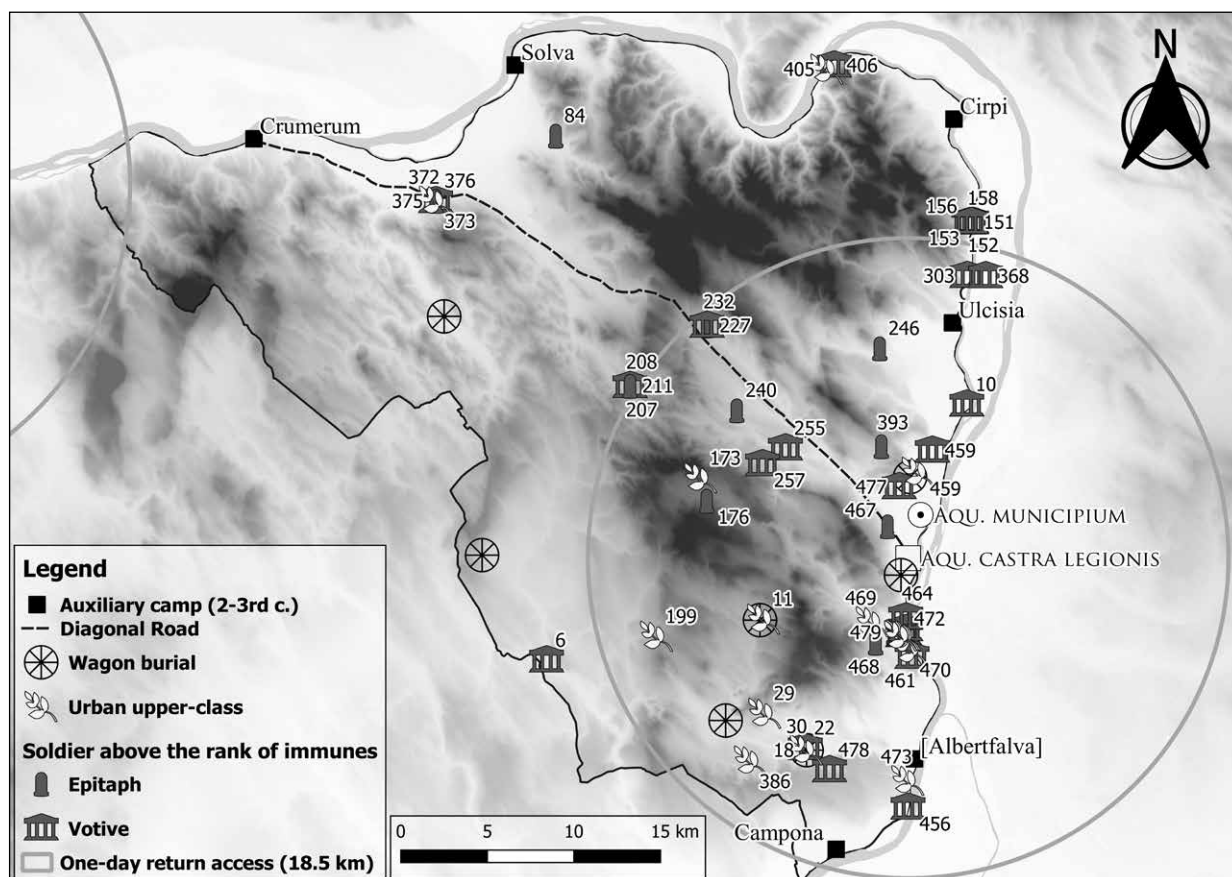 N
Solva
405
406
Cirpi
84
Crumerum
372
376
375
373
156
158
151
153
152
303
368
232
227
Ulcisia
246
208
211
207
240
10
393
255
173
257
459
477
459
176
467
AQU. MUNICIPIUM
AQU. CASTRA LEGIONIS
464
11
469
472
199
479
6
468
470
461
29
30
22
18
478
473
[Albertfalva]
386
456
Campona
Legend
Auxiliary camp (2-3rd c.)
Diagonal Road
Wagon burial
Urban upper-class
Soldier above the rank of immunes
Epitaph
Votive
One-day return access (18.5 km)
0 5 10 15 km